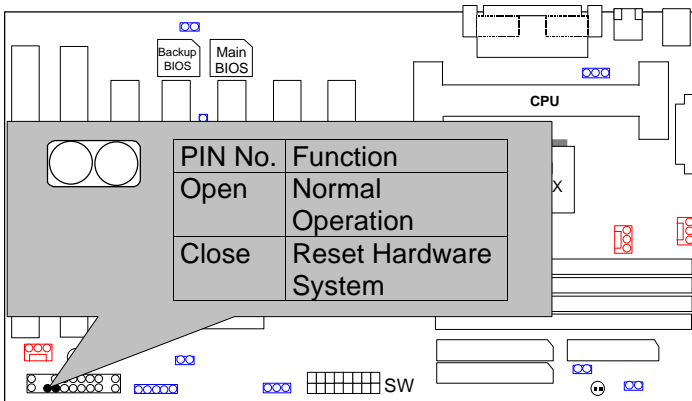 Backup
BIOS
Main
BIOS
CPU
PIN No. Function
Open Normal
Operation
Close Reset Hardware
System
X
SW